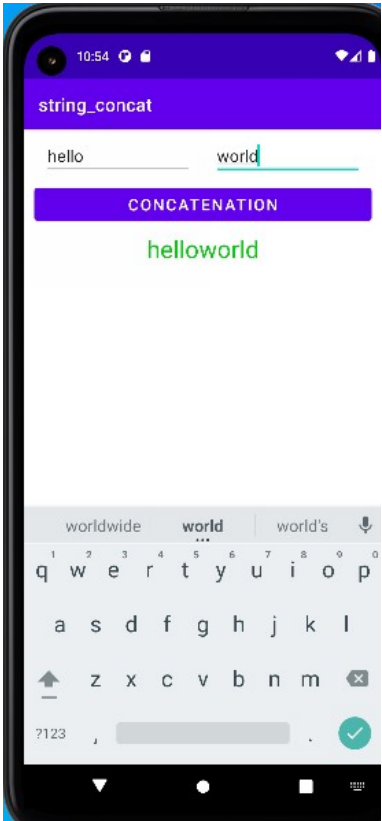 10:54
string_concat
hello world
CONCATENATION
helloworld
worldwide world world's
1 2 3 4 5 6 7 8 9 0
q w e r t y u i o p
a s d f g h j k l
z x c v b n m
?123 , .